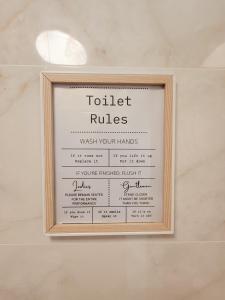 Toilet
Rules
WASH YOUR HANDS
If it runs out
Replace it
If you lift it up
Put it down
IF YOU'RE FINISHED, FLUSH IT
Ladies
PLEASE REMAIN SEATED
FOR THE ENTIRE
PERFORMANCE
Gentlemen
STAND CLOSER
IT MIGHT BE SHORTER
THAN YOU THINK
If you drop it
Wipe it
If it smells
Spray it
If it's on
Turn it off